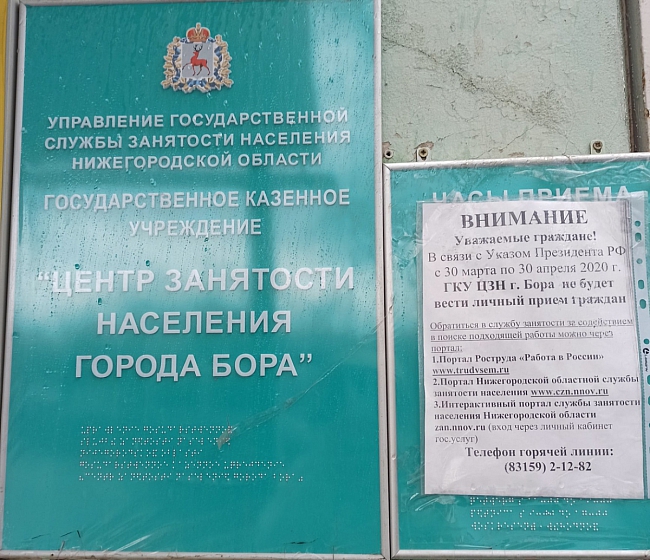 УПРАВЛЕНИЕ ГОСУДАРСТВЕННОЙ
СЛУЖБЫ ЗАНЯТОСТИ НАСЕЛЕНИЯ
НИЖЕГОРОДСКОЙ ОБЛАСТИ
ГОСУДАРСТВЕННОЕ КАЗЕННОЕ
УЧРЕЖДЕНИЕ
“ЦЕНТР ЗАНЯТОСТИ
НАСЕЛЕНИЯ
ГОРОДА БОРА”
ЧАСЫ ПРИЕМА
ВНИМАНИЕ
Уважаемые граждане!
В связи с Указом Президента РФ
с 30 марта по 30 апреля 2020 г.
ГКУ ЦЗН г. Бора не будет
вести личный прием граждан
Обратиться в службу занятости за содействием
в поиске подходящей работы можно через
портал:
1.Портал Роструда «Работа в России»
www.trudvsem.ru
2.Портал Нижегородской областной службы
занятости населения www.czn.nnov.ru
3.Интерактивный портал службы занятости
населения Нижегородской области
zan.nnov.ru (вход через личный кабинет
гос.услуг)
Телефон горячей линии:
(83159) 2-12-82